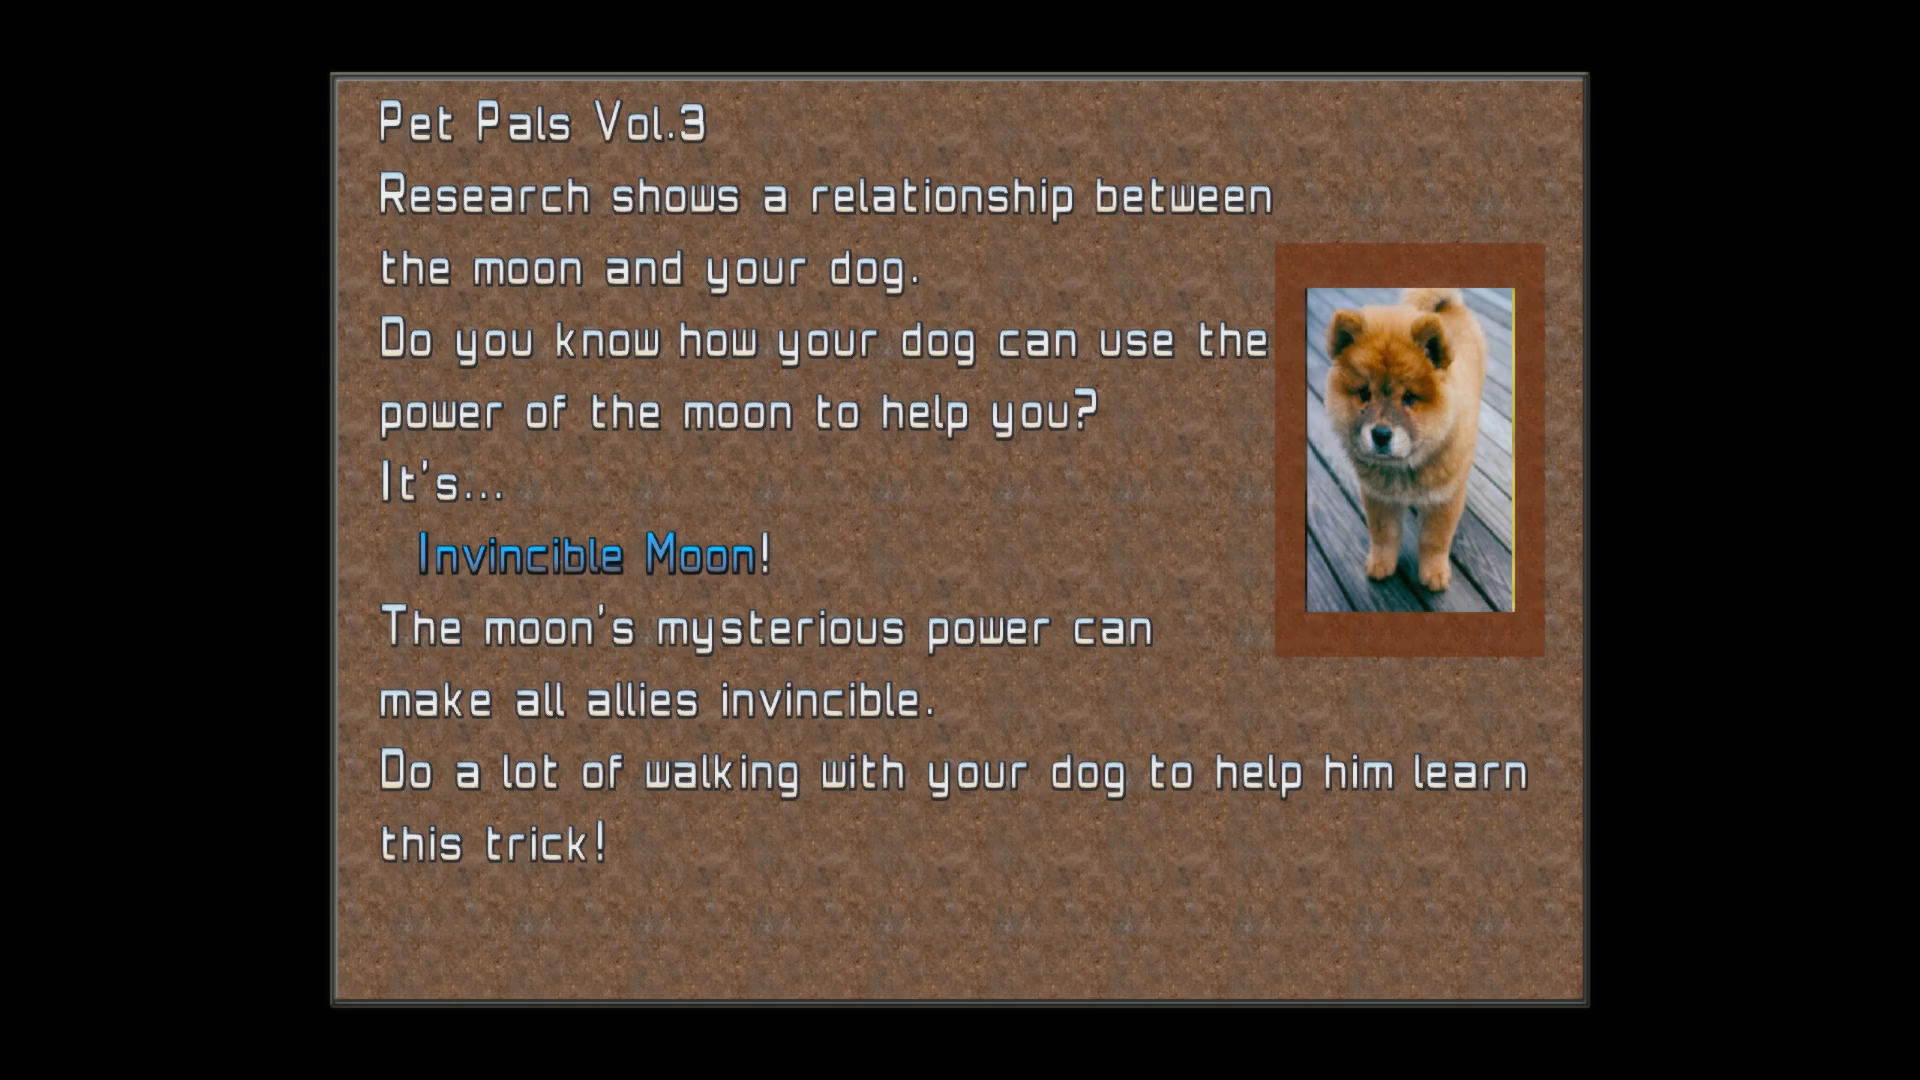 Pet Pals Vol.3
Research shows a relationship between
the moon and your dog.
Do you know how your dog can use the
power of the moon to help you?
It's...
Invincible Moon!
The moon's mysterious power can
make all allies invincible.
Do a lot of walking with your dog to help him learn
this trick!